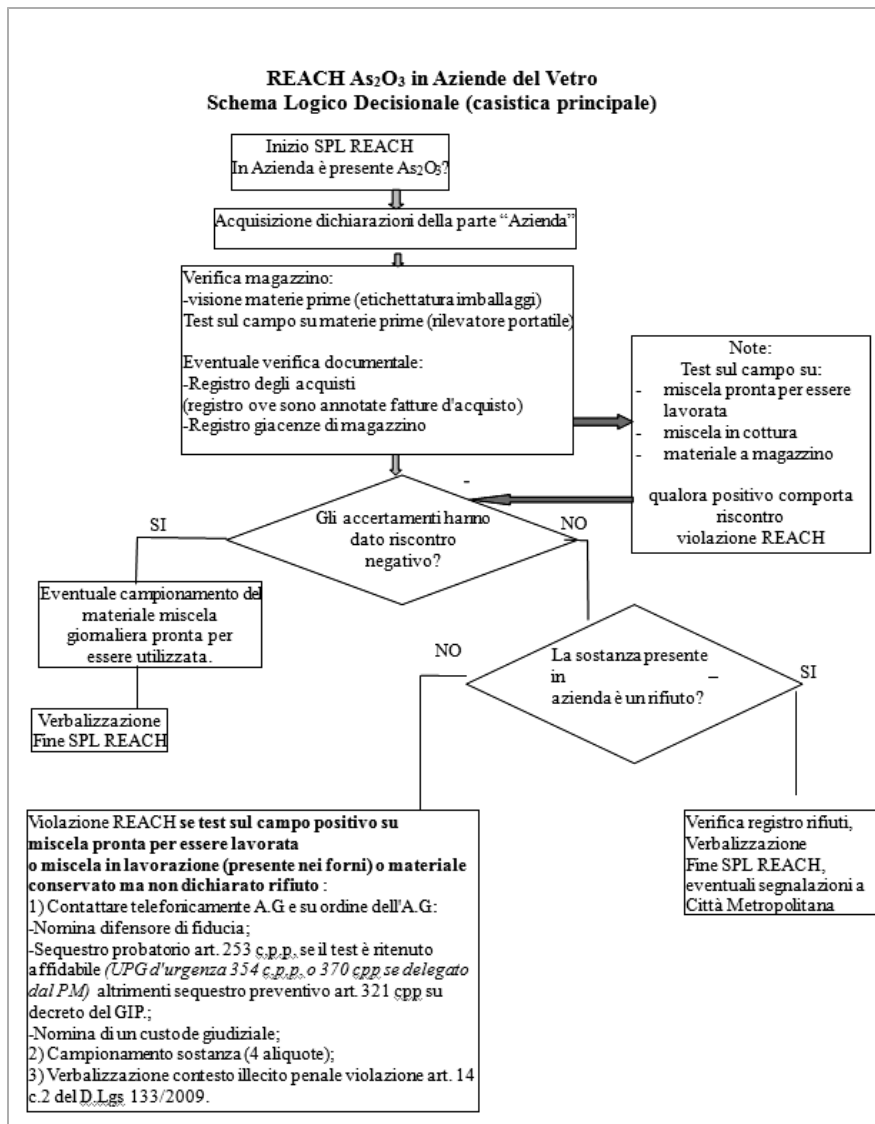 REACH As₂O₃ in Aziende del Vetro
Schema Logico Decisionale (casistica principale)
Inizio SPL REACH
In Azienda è presente As₂O₃?
Acquisizione dichiarazioni della parte “Azienda”
Verifica magazzino:
-visione materie prime (etichettatura imballaggi)
Test sul campo su materie prime (rilevatore portatile)
Eventuale verifica documentale:
-Registro degli acquisti
(registro ove sono annotate fatture d'acquisto)
-Registro giacenze di magazzino
Note:
Test sul campo su:
- miscela pronta per essere
lavorata
- miscela in cottura
- materiale a magazzino
qualora positivo comporta
riscontro
violazione REACH
-
Gli accertamenti hanno
dato riscontro
negativo?
SI
NO
Eventuale campionamento del
materiale miscela
giornaliera pronta per
essere utilizzata.
Verbalizzazione
Fine SPL REACH
La sostanza presente
in –
azienda è un rifiuto?
NO
SI
Violazione REACH se test sul campo positivo su
miscela pronta per essere lavorata
o miscela in lavorazione (presente nei forni) o materiale
conservato ma non dichiarato rifiuto :
1) Contattare telefonicamente A.G e su ordine dell'A.G:
-Nomina difensore di fiducia;
-Sequestro probatorio art. 253 c.p.p. se il test è ritenuto
affidabile (UPG d'urgenza 354 c.p.p. o 370 cpp se delegato
dal PM) altrimenti sequestro preventivo art. 321 cpp su
decreto del GIP.;
-Nomina di un custode giudiziale;
2) Campionamento sostanza (4 aliquote);
3) Verbalizzazione contesto illecito penale violazione art. 14
c.2 del D.Lgs 133/2009.
Verifica registro rifiuti,
Verbalizzazione
Fine SPL REACH,
eventuali segnalazioni a
Città Metropolitana